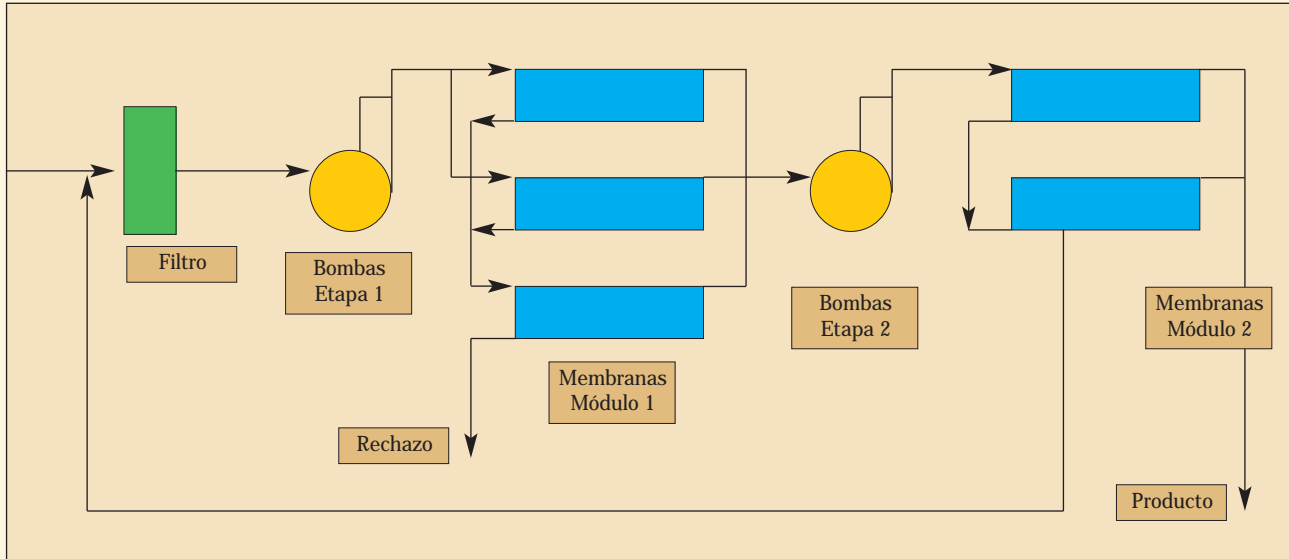 Filtro
Bombas
Etapa 1
Bombas
Etapa 2
Membranas
Módulo 2
Membranas
Módulo 1
Rechazo
Producto